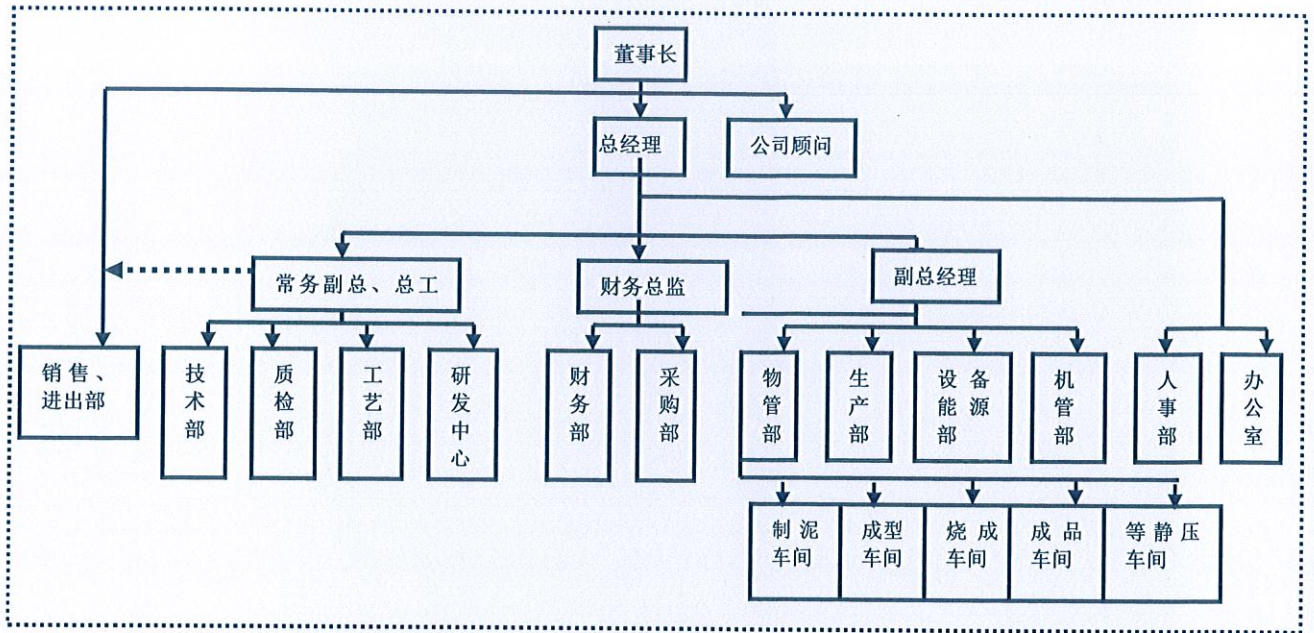 董事长
总经理
公司顾问
常务副总、总工
财务总监
副总经理
销售、
进出部
技术部
质检部
工艺部
研发中心
财务部
采购部
物管部
生产部
设备
能源
部
机管部
人事部
办公室
制泥
车间
成型
车间
烧成
车间
成品
车间
等静压
车间